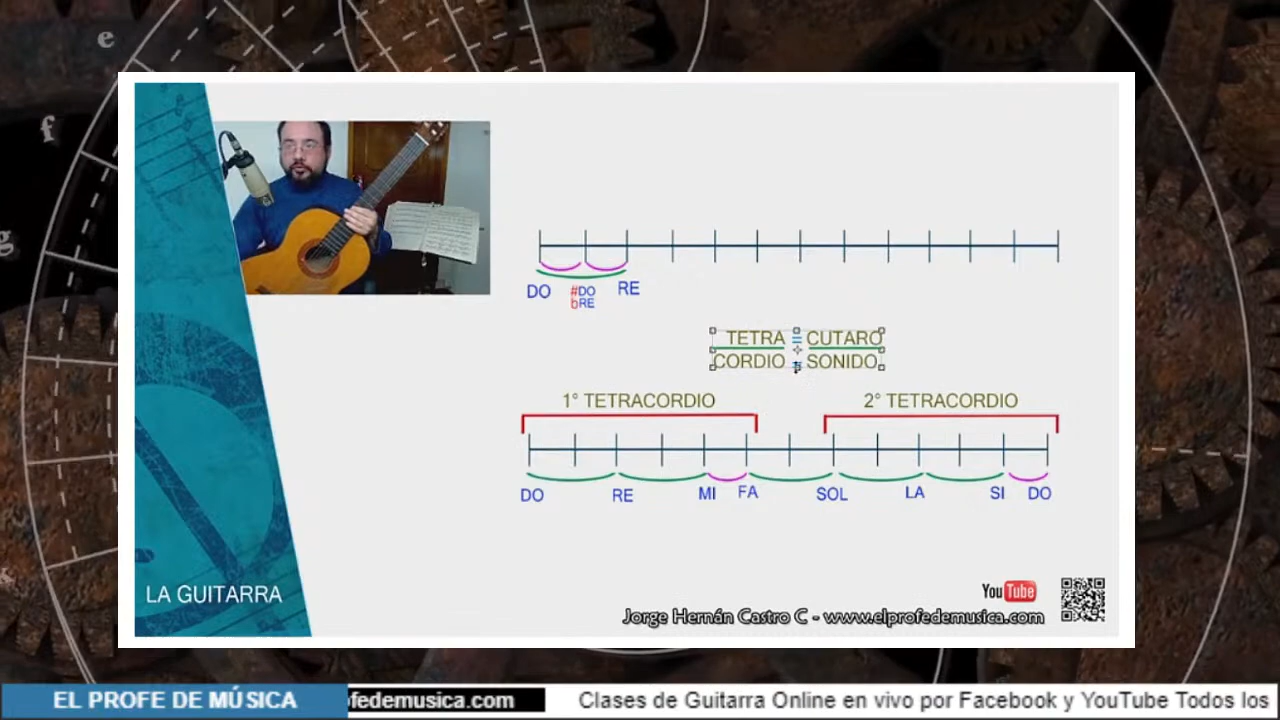 e
f
g
DO #DO RE
bRE
TETRA = CUTARO
CORDIO = SONIDO
1° TETRACORDIO 2° TETRACORDIO
DO RE MI FA SOL LA SI DO
LA GUITARRA
YouTube
Jorge Hernán Castro C - www.elprofedemusica.com
EL PROFE DE MÚSICA
ofedemusica.com
Clases de Guitarra Online en vivo por Facebook y YouTube Todos los